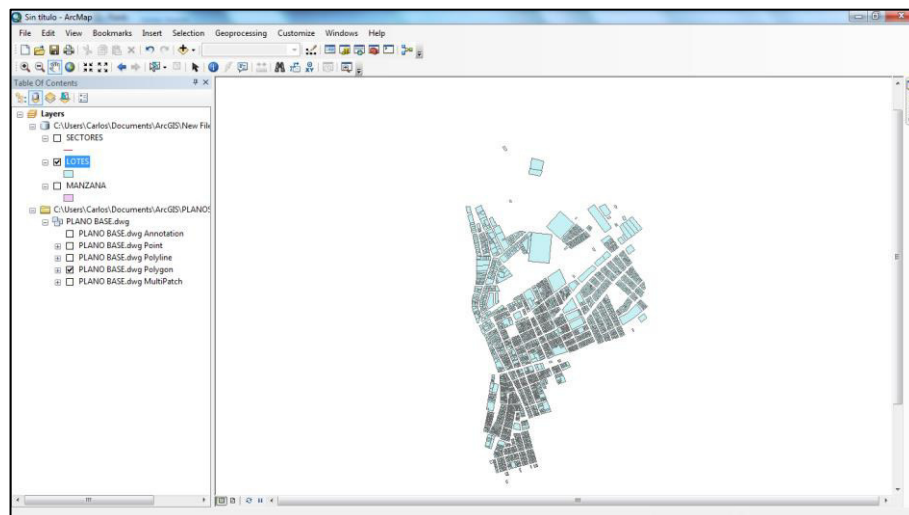 Sin título - ArcMap
File Edit View Bookmarks Insert Selection Geoprocessing Customize Windows Help
Table Of Contents
Layers
C:\Users\Carlos\Documents\ArcGIS\New File
SECTORES
LOTES
MANZANA
C:\Users\Carlos\Documents\ArcGIS\PLANOS
PLANO BASE.dwg
PLANO BASE.dwg Annotation
PLANO BASE.dwg Point
PLANO BASE.dwg Polyline
PLANO BASE.dwg Polygon
PLANO BASE.dwg MultiPatch